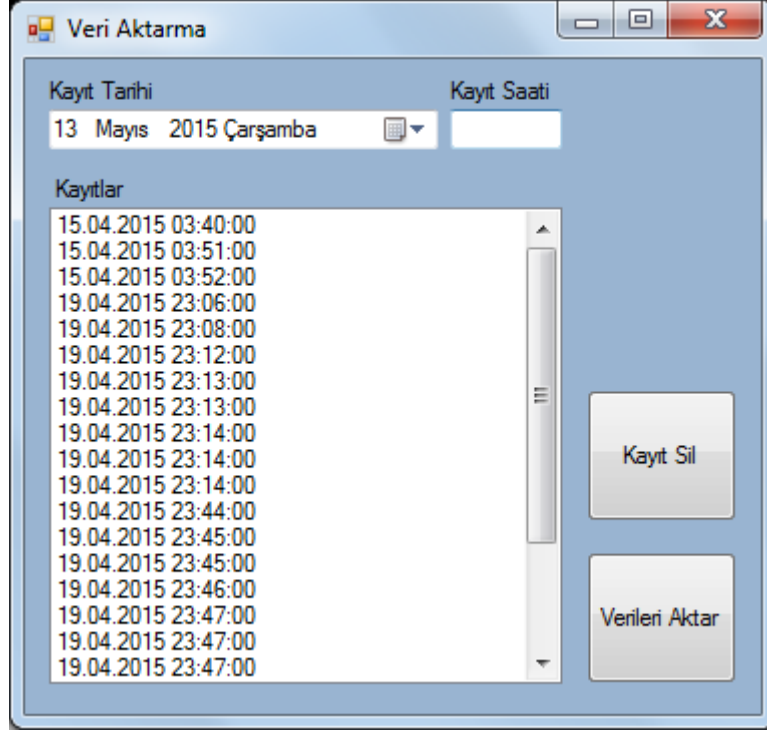 Veri Aktarma
Kayıt Tarihi
Kayıt Saati
13 Mayıs 2015 Çarşamba
Kayıtlar
15.04.2015 03:40:00
15.04.2015 03:51:00
15.04.2015 03:52:00
19.04.2015 23:06:00
19.04.2015 23:08:00
19.04.2015 23:12:00
19.04.2015 23:13:00
19.04.2015 23:13:00
19.04.2015 23:14:00
19.04.2015 23:14:00
19.04.2015 23:14:00
19.04.2015 23:44:00
19.04.2015 23:45:00
19.04.2015 23:45:00
19.04.2015 23:46:00
19.04.2015 23:47:00
19.04.2015 23:47:00
19.04.2015 23:47:00
Kayıt Sil
Verileri Aktar